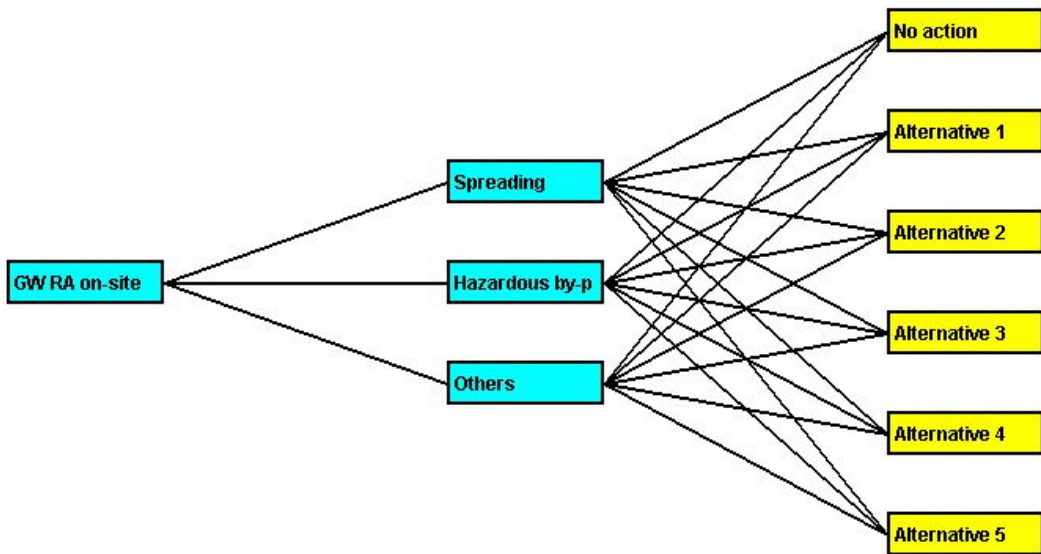 No action
Alternative 1
Spreading
Alternative 2
GW RA on-site
Hazardous by-p
Alternative 3
Others
Alternative 4
Alternative 5